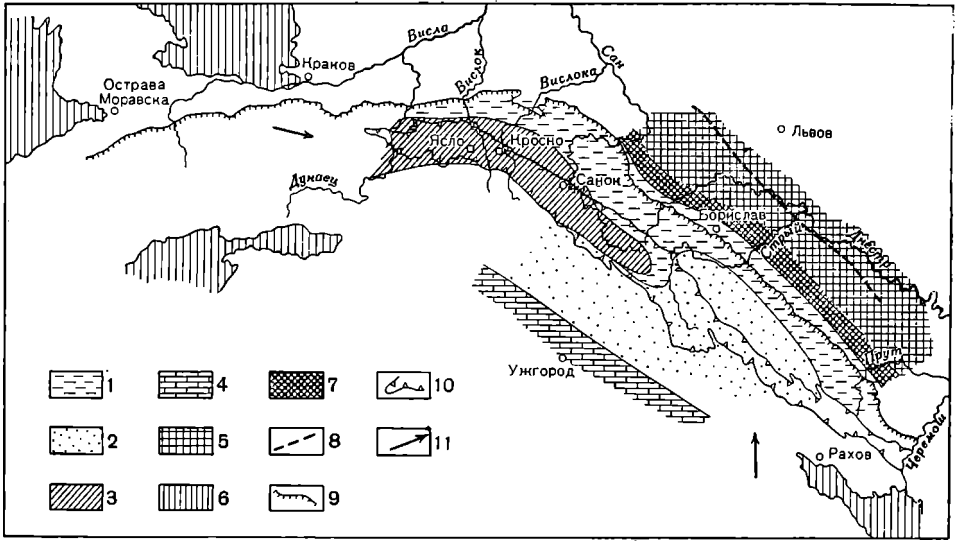 Висла
Краков
Острава
Моравска
Вислок
Вислока
Сан
Львов
Ясло
Кросно
Санок
Дунаец
Борислав
Стрый
Днестр
Прут
Ужгород
Рахов
Черемош
1
4
7
10
2
5
8
11
3
6
9